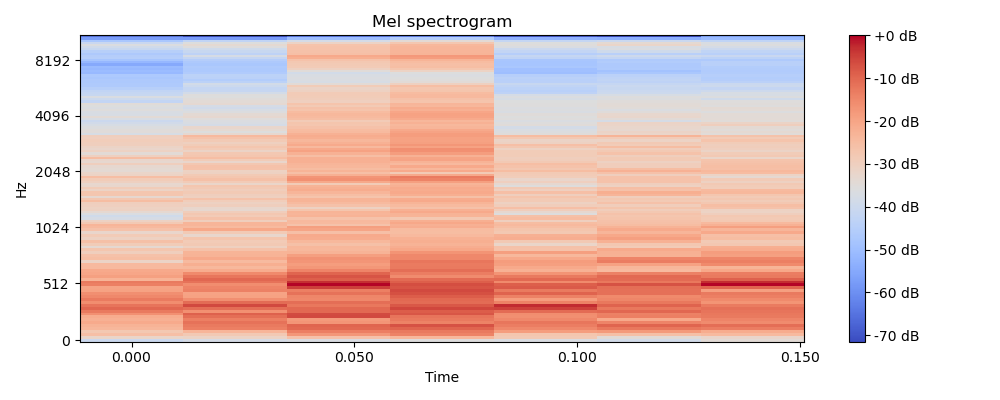 Mel spectrogram
Hz
8192
4096
2048
1024
512
0
0.000
0.050
0.100
0.150
Time
+0 dB
-10 dB
-20 dB
-30 dB
-40 dB
-50 dB
-60 dB
-70 dB